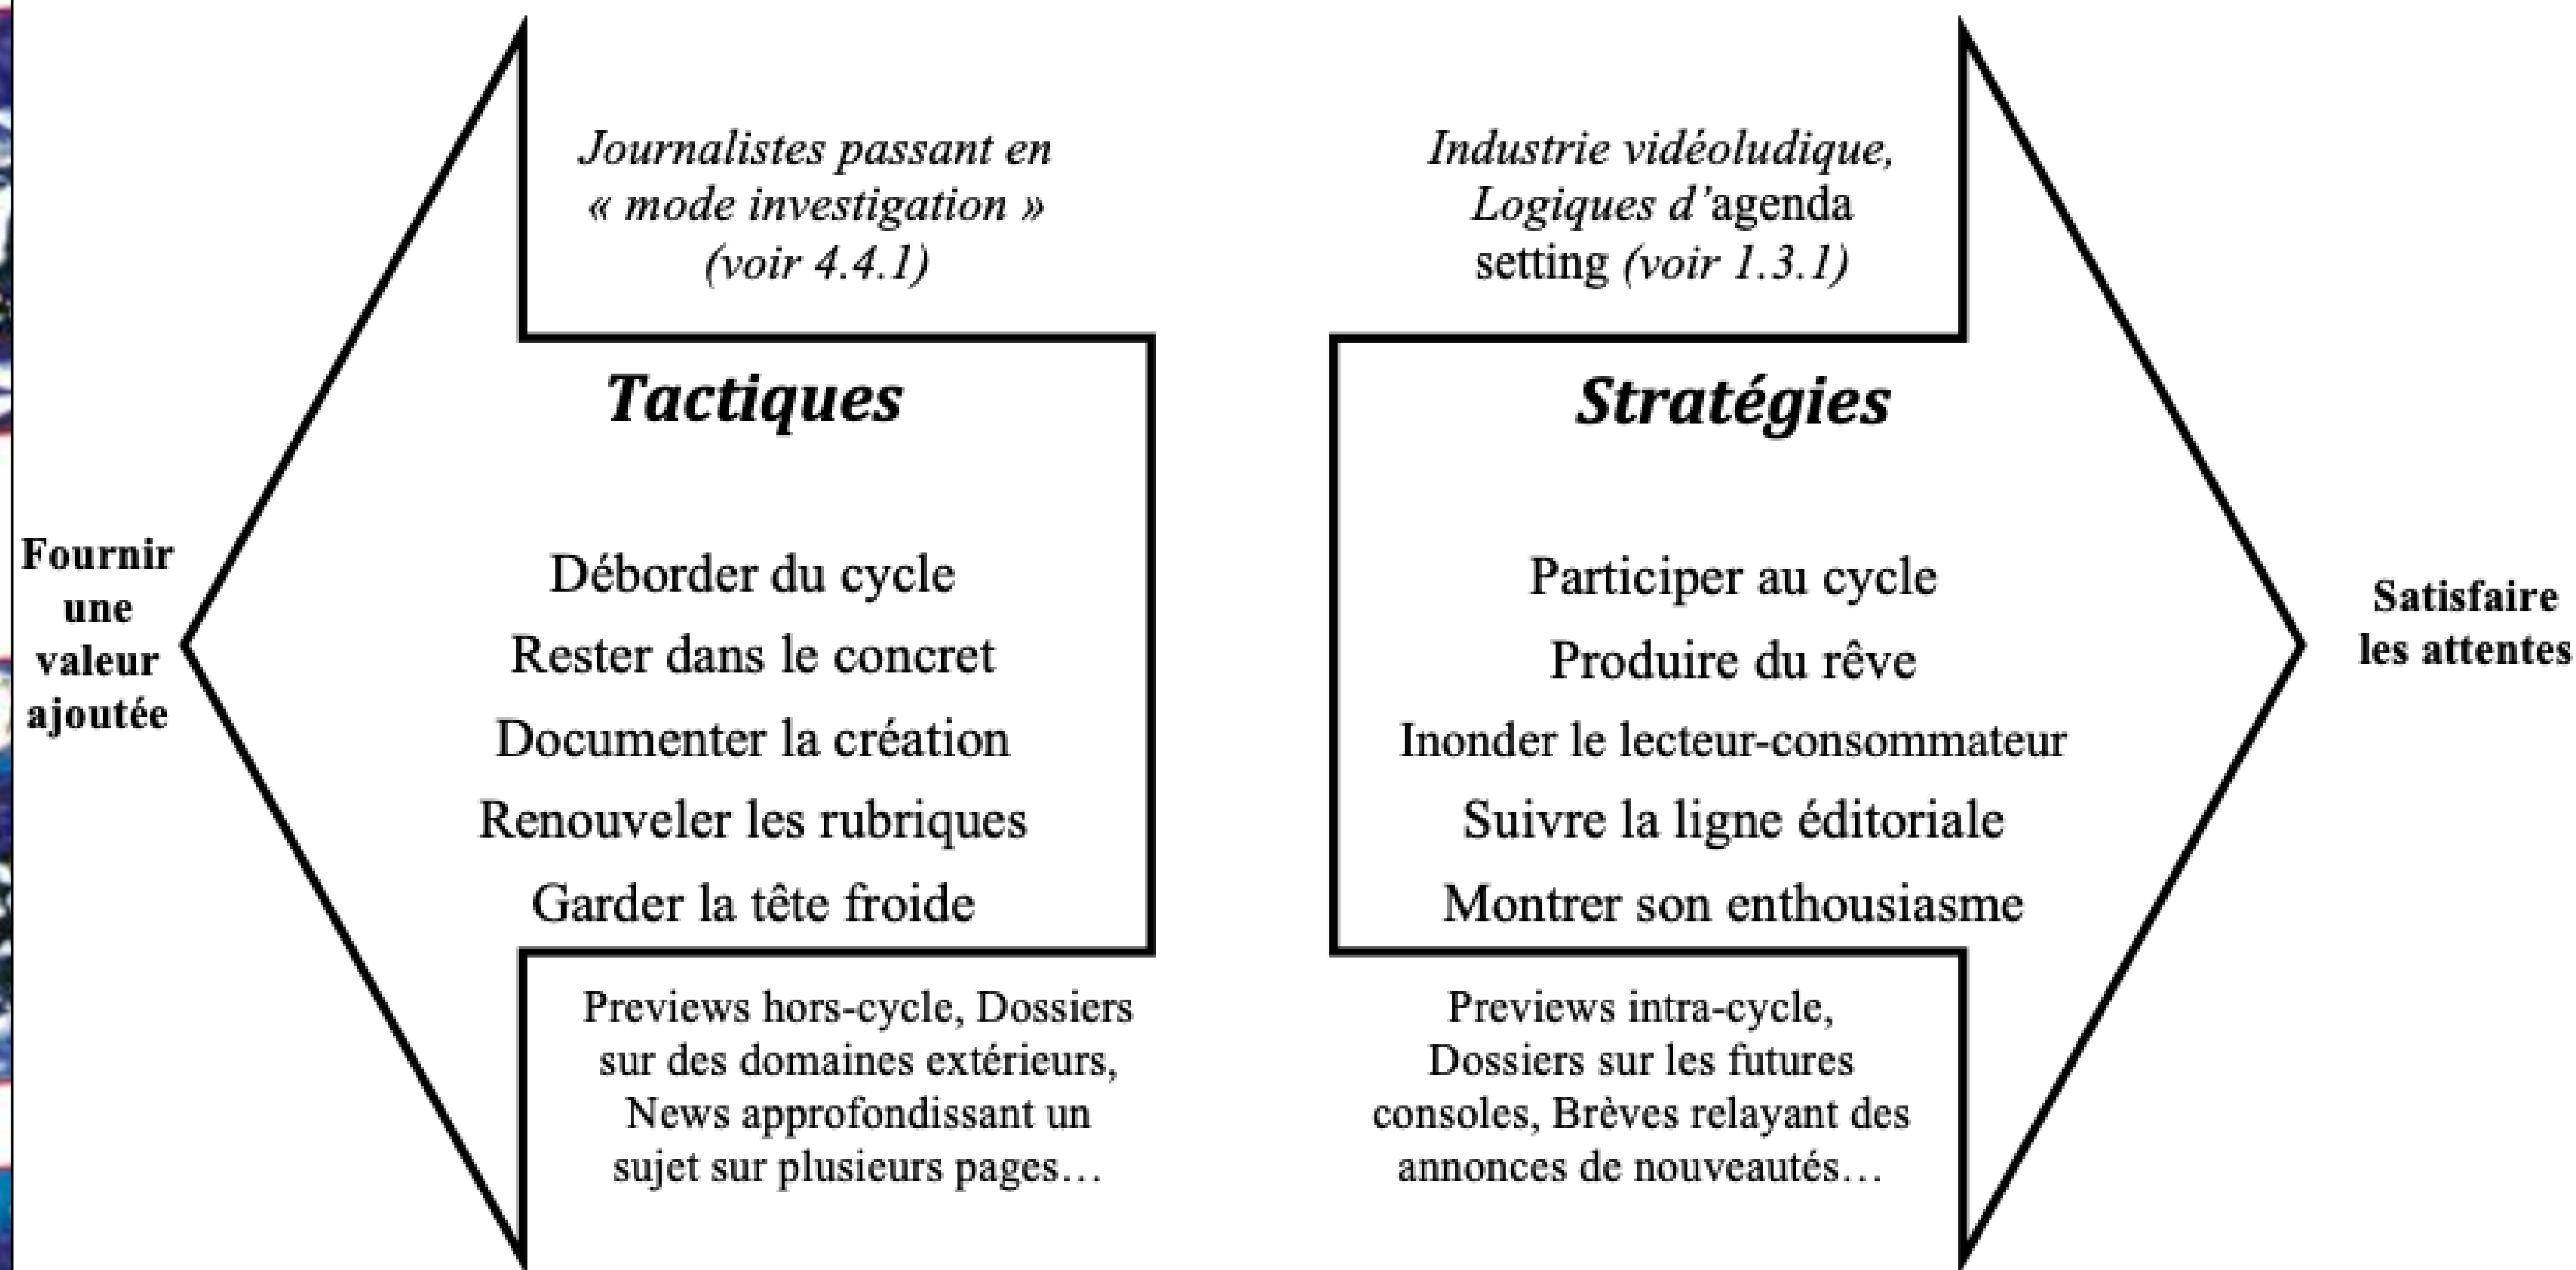 Journalistes passant en
« mode investigation »
(voir 4.4.1)
Tactiques
Déborder du cycle
Rester dans le concret
Documenter la création
Renouveler les rubriques
Garder la tête froide
Previews hors-cycle, Dossiers
sur des domaines extérieurs,
News approfondissant un
sujet sur plusieurs pages…
Fournir
une
valeur
ajoutée
Industrie vidéoludique,
Logiques d’agenda
setting (voir 1.3.1)
Stratégies
Participer au cycle
Produire du rêve
Inonder le lecteur-consommateur
Suivre la ligne éditoriale
Montrer son enthousiasme
Previews intra-cycle,
Dossiers sur les futures
consoles, Brèves relayant des
annonces de nouveautés…
Satisfaire
les attentes